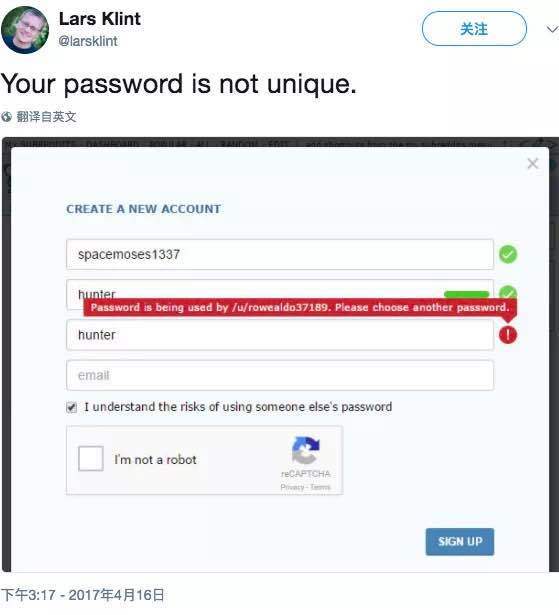 Lars Klint
@larsklint
关注
Your password is not unique.
翻译自英文
CREATE A NEW ACCOUNT
spacemoses1337
hunter
Password is being used by /u/rowealdo37189. Please choose another password.
hunter
email
I understand the risks of using someone else's password
I'm not a robot
reCAPTCHA
Privacy - Terms
SIGN UP
下午3:17 - 2017年4月16日